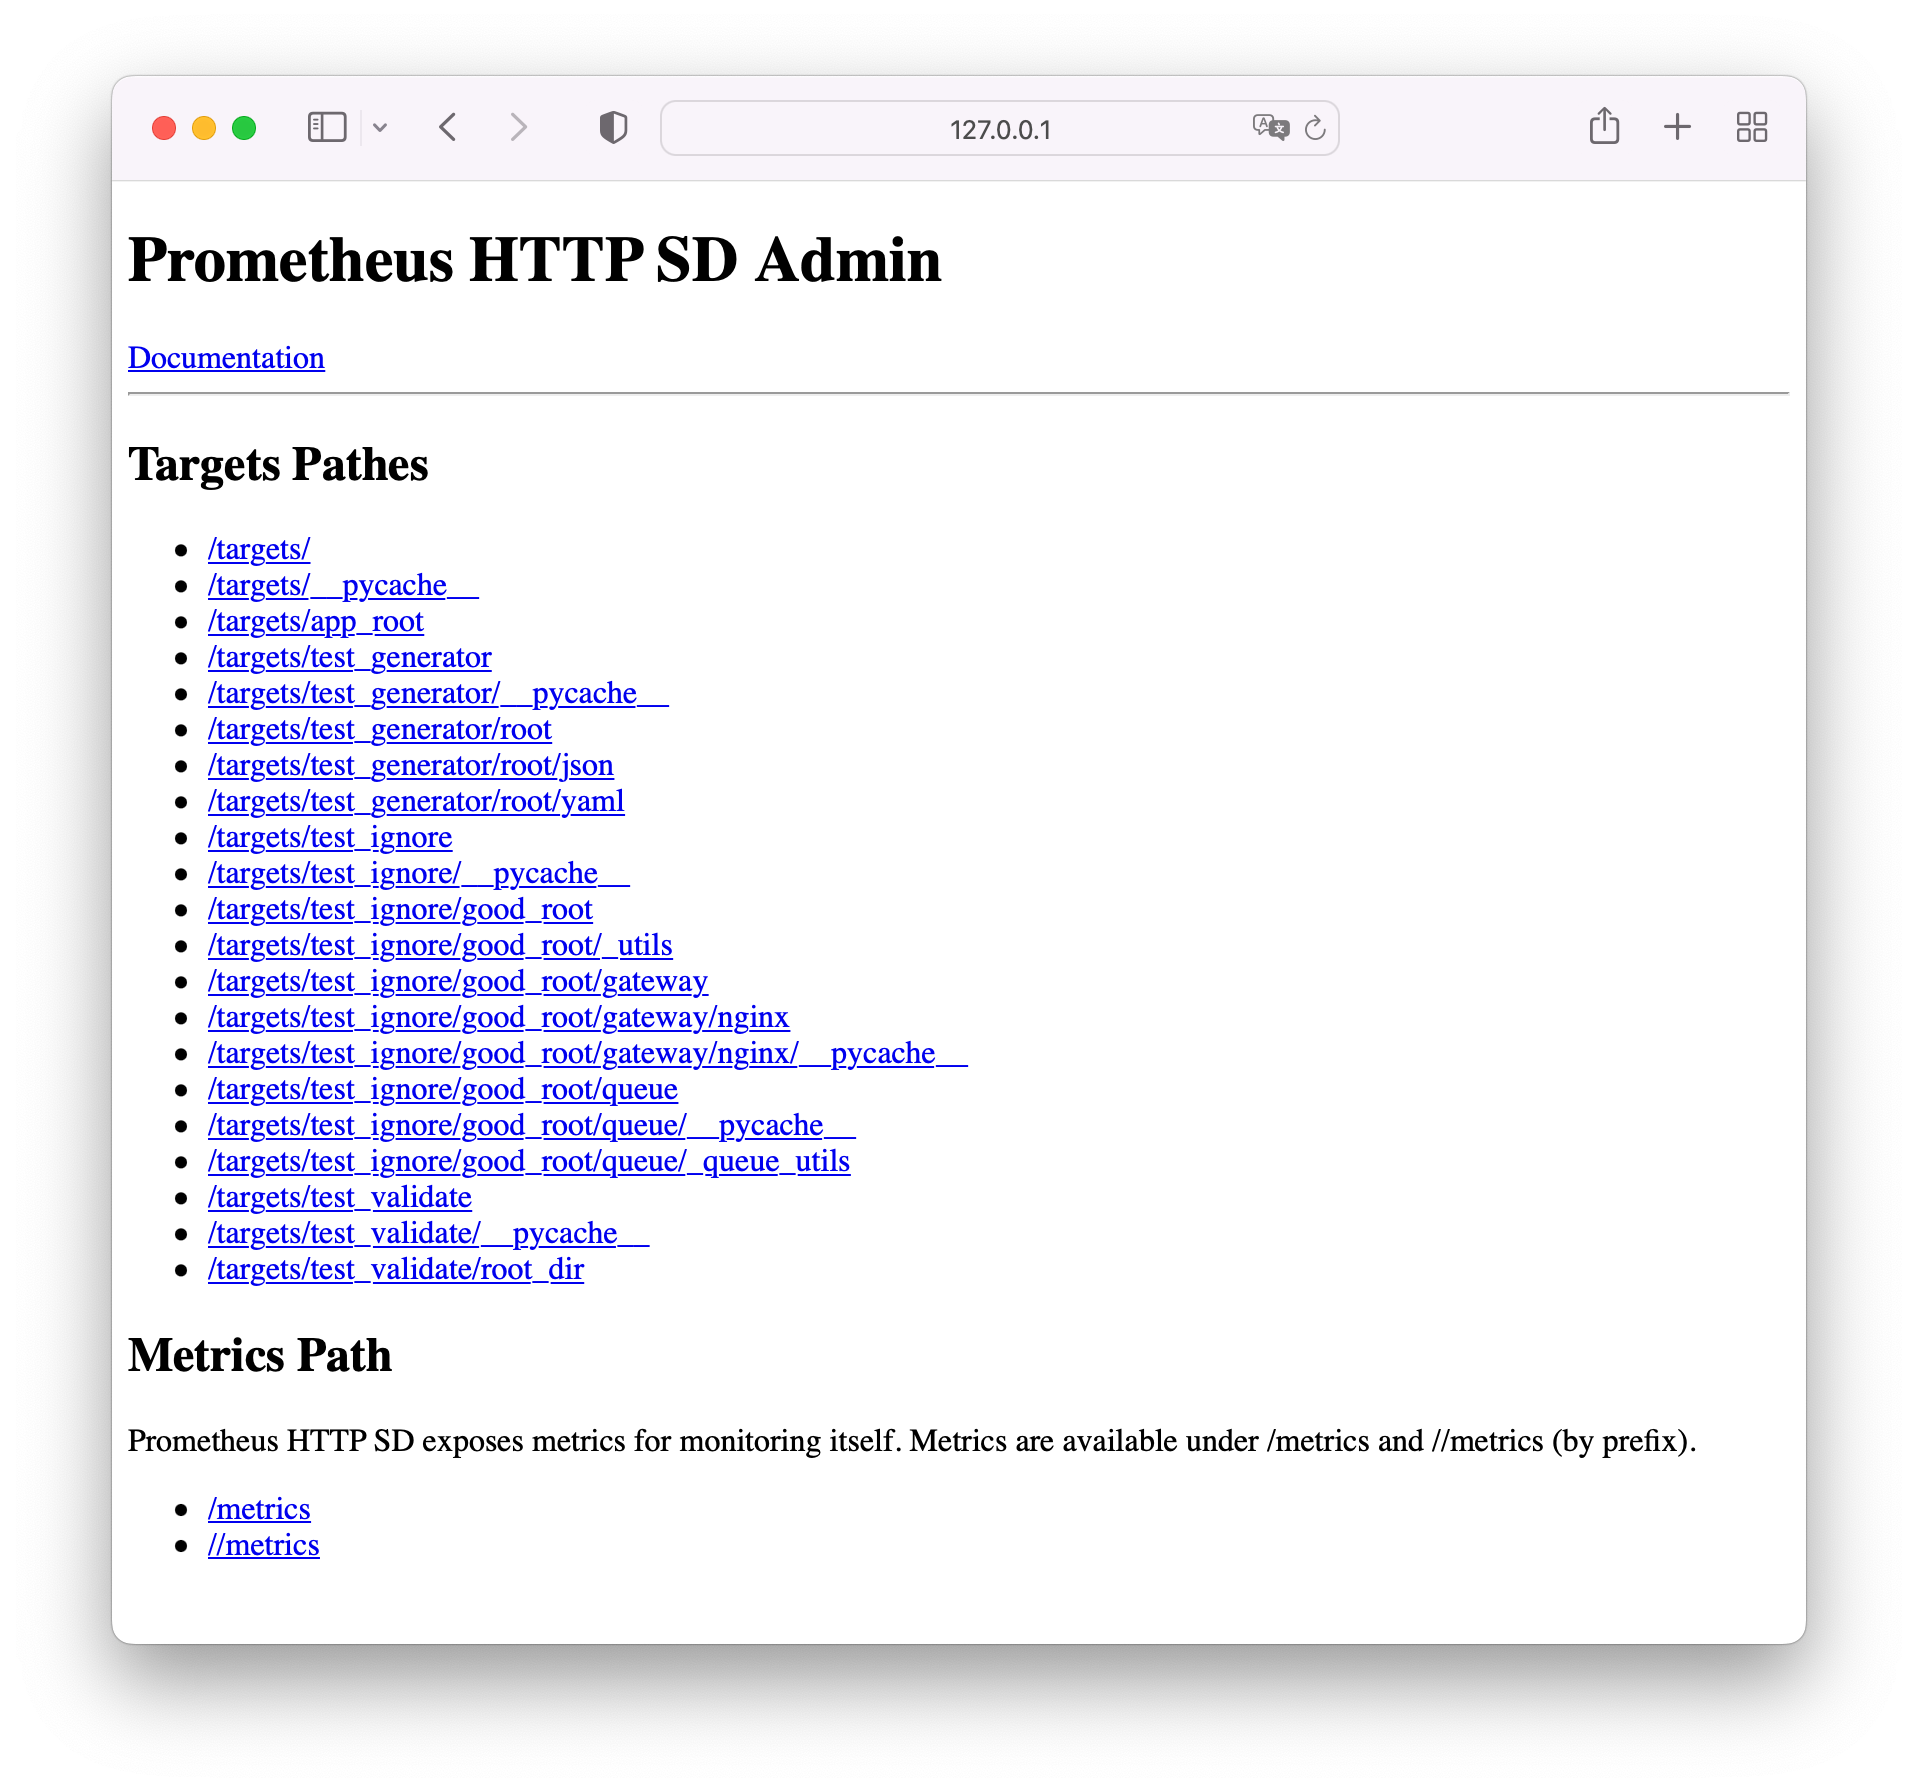 127.0.0.1
Prometheus HTTP SD Admin
Documentation
Targets Pathes
/targets/
/targets/__pycache__
/targets/app_root
/targets/test_generator
/targets/test_generator/__pycache__
/targets/test_generator/root
/targets/test_generator/root/json
/targets/test_generator/root/yaml
/targets/test_ignore
/targets/test_ignore/__pycache__
/targets/test_ignore/good_root
/targets/test_ignore/good_root/_utils
/targets/test_ignore/good_root/gateway
/targets/test_ignore/good_root/gateway/nginx
/targets/test_ignore/good_root/gateway/nginx/__pycache__
/targets/test_ignore/good_root/queue
/targets/test_ignore/good_root/queue/__pycache__
/targets/test_ignore/good_root/queue/_queue_utils
/targets/test_validate
/targets/test_validate/__pycache__
/targets/test_validate/root_dir
Metrics Path
Prometheus HTTP SD exposes metrics for monitoring itself. Metrics are available under /metrics and //metrics (by prefix).
/metrics
//metrics